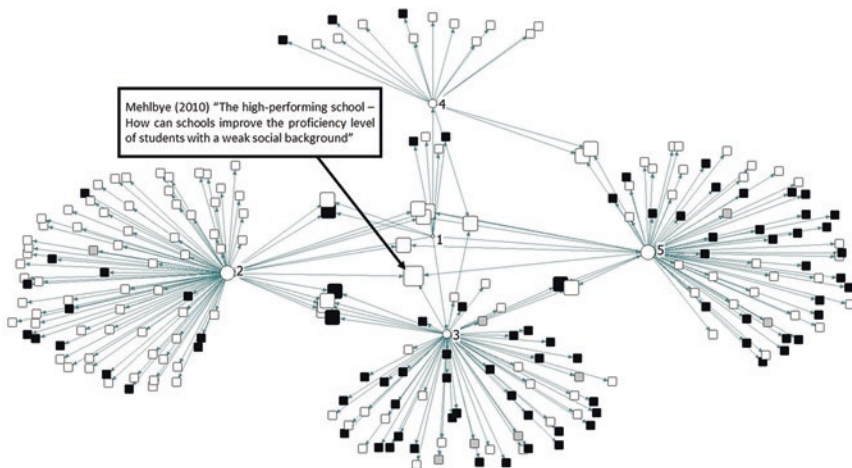 4
Mehlbye (2010) “The high-performing school –
How can schools improve the proficiency level
of students with a weak social background”
1
5
2
3